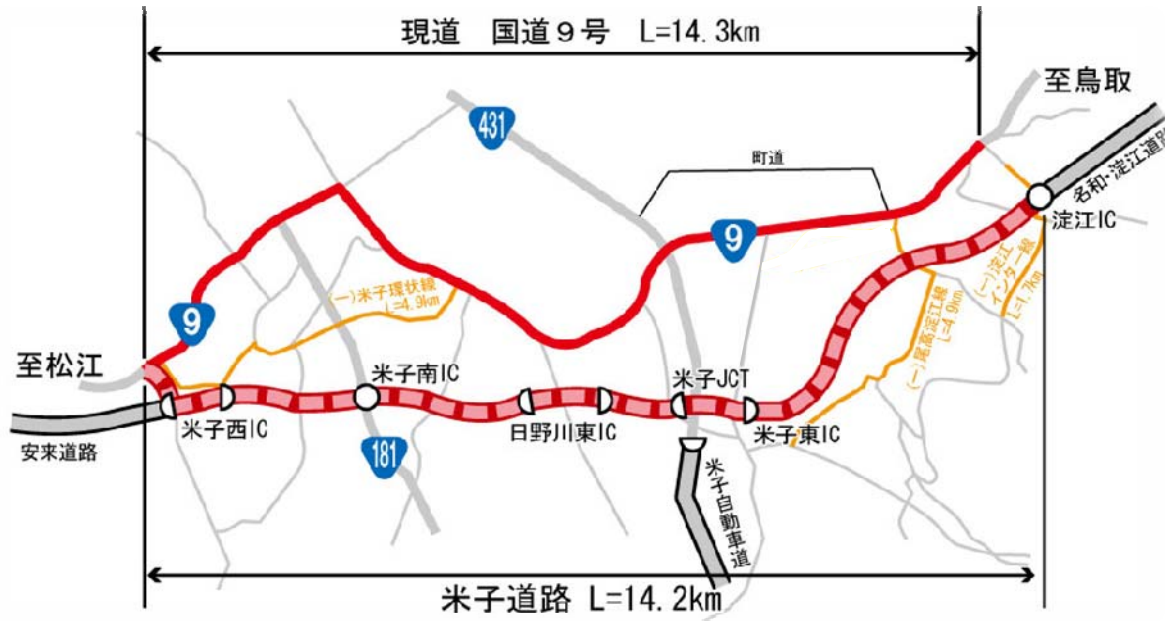 現道 国道9号 L=14.3km
至鳥取
431
町道
名和・淀江道路
淀江IC
9
(一)淀江
インター線
L=1.7km
(一)米子環状線
L=4.9km
(一)尾高淀江線
L=4.9km
9
至松江
米子南IC
米子JCT
米子西IC
日野川東IC
米子東IC
安来道路
181
米子自動車道
米子道路 L=14.2km